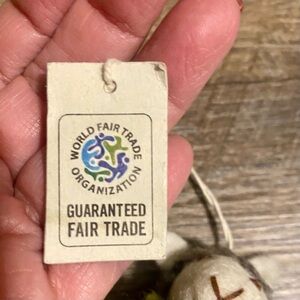 WORLD FAIR TRADE
ORGANIZATION
GUARANTEED
FAIR TRADE